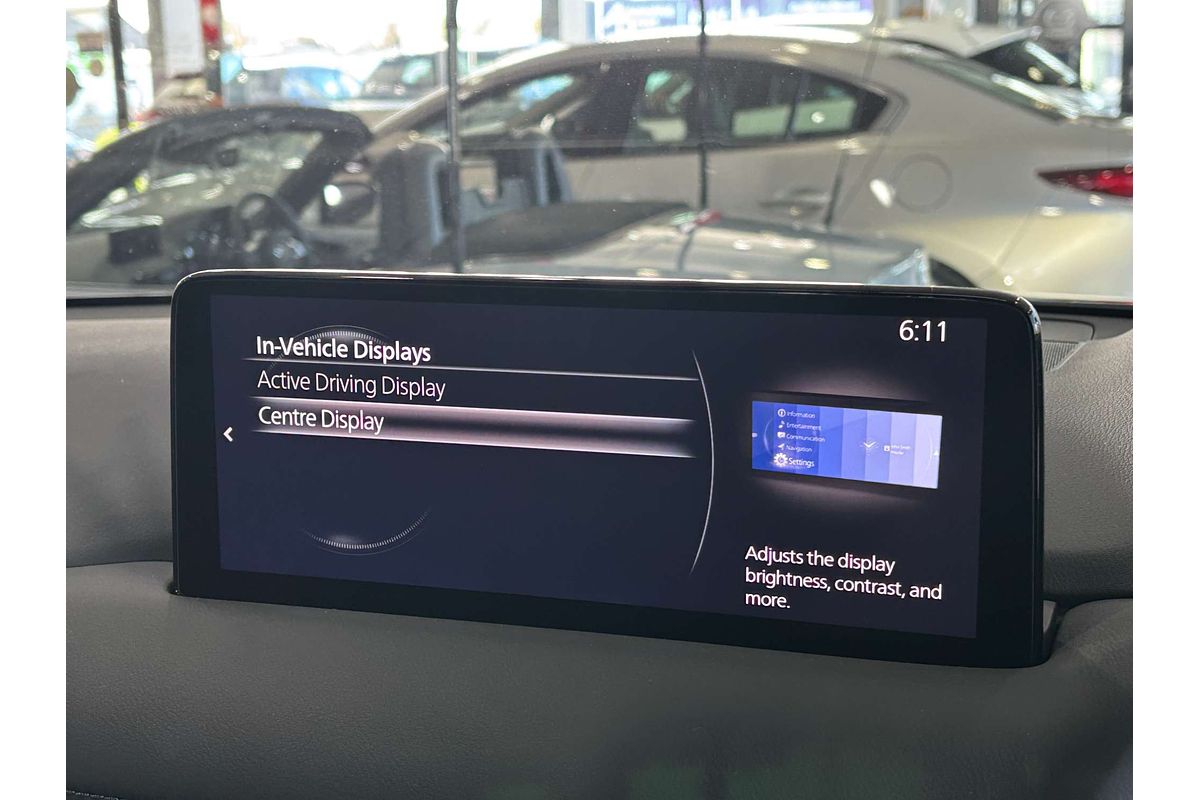 6:11
In-Vehicle Displays
Active Driving Display
Centre Display
Information
Entertainment
Communication
Navigation
Settings
Adjusts the display
brightness, contrast, and
more.